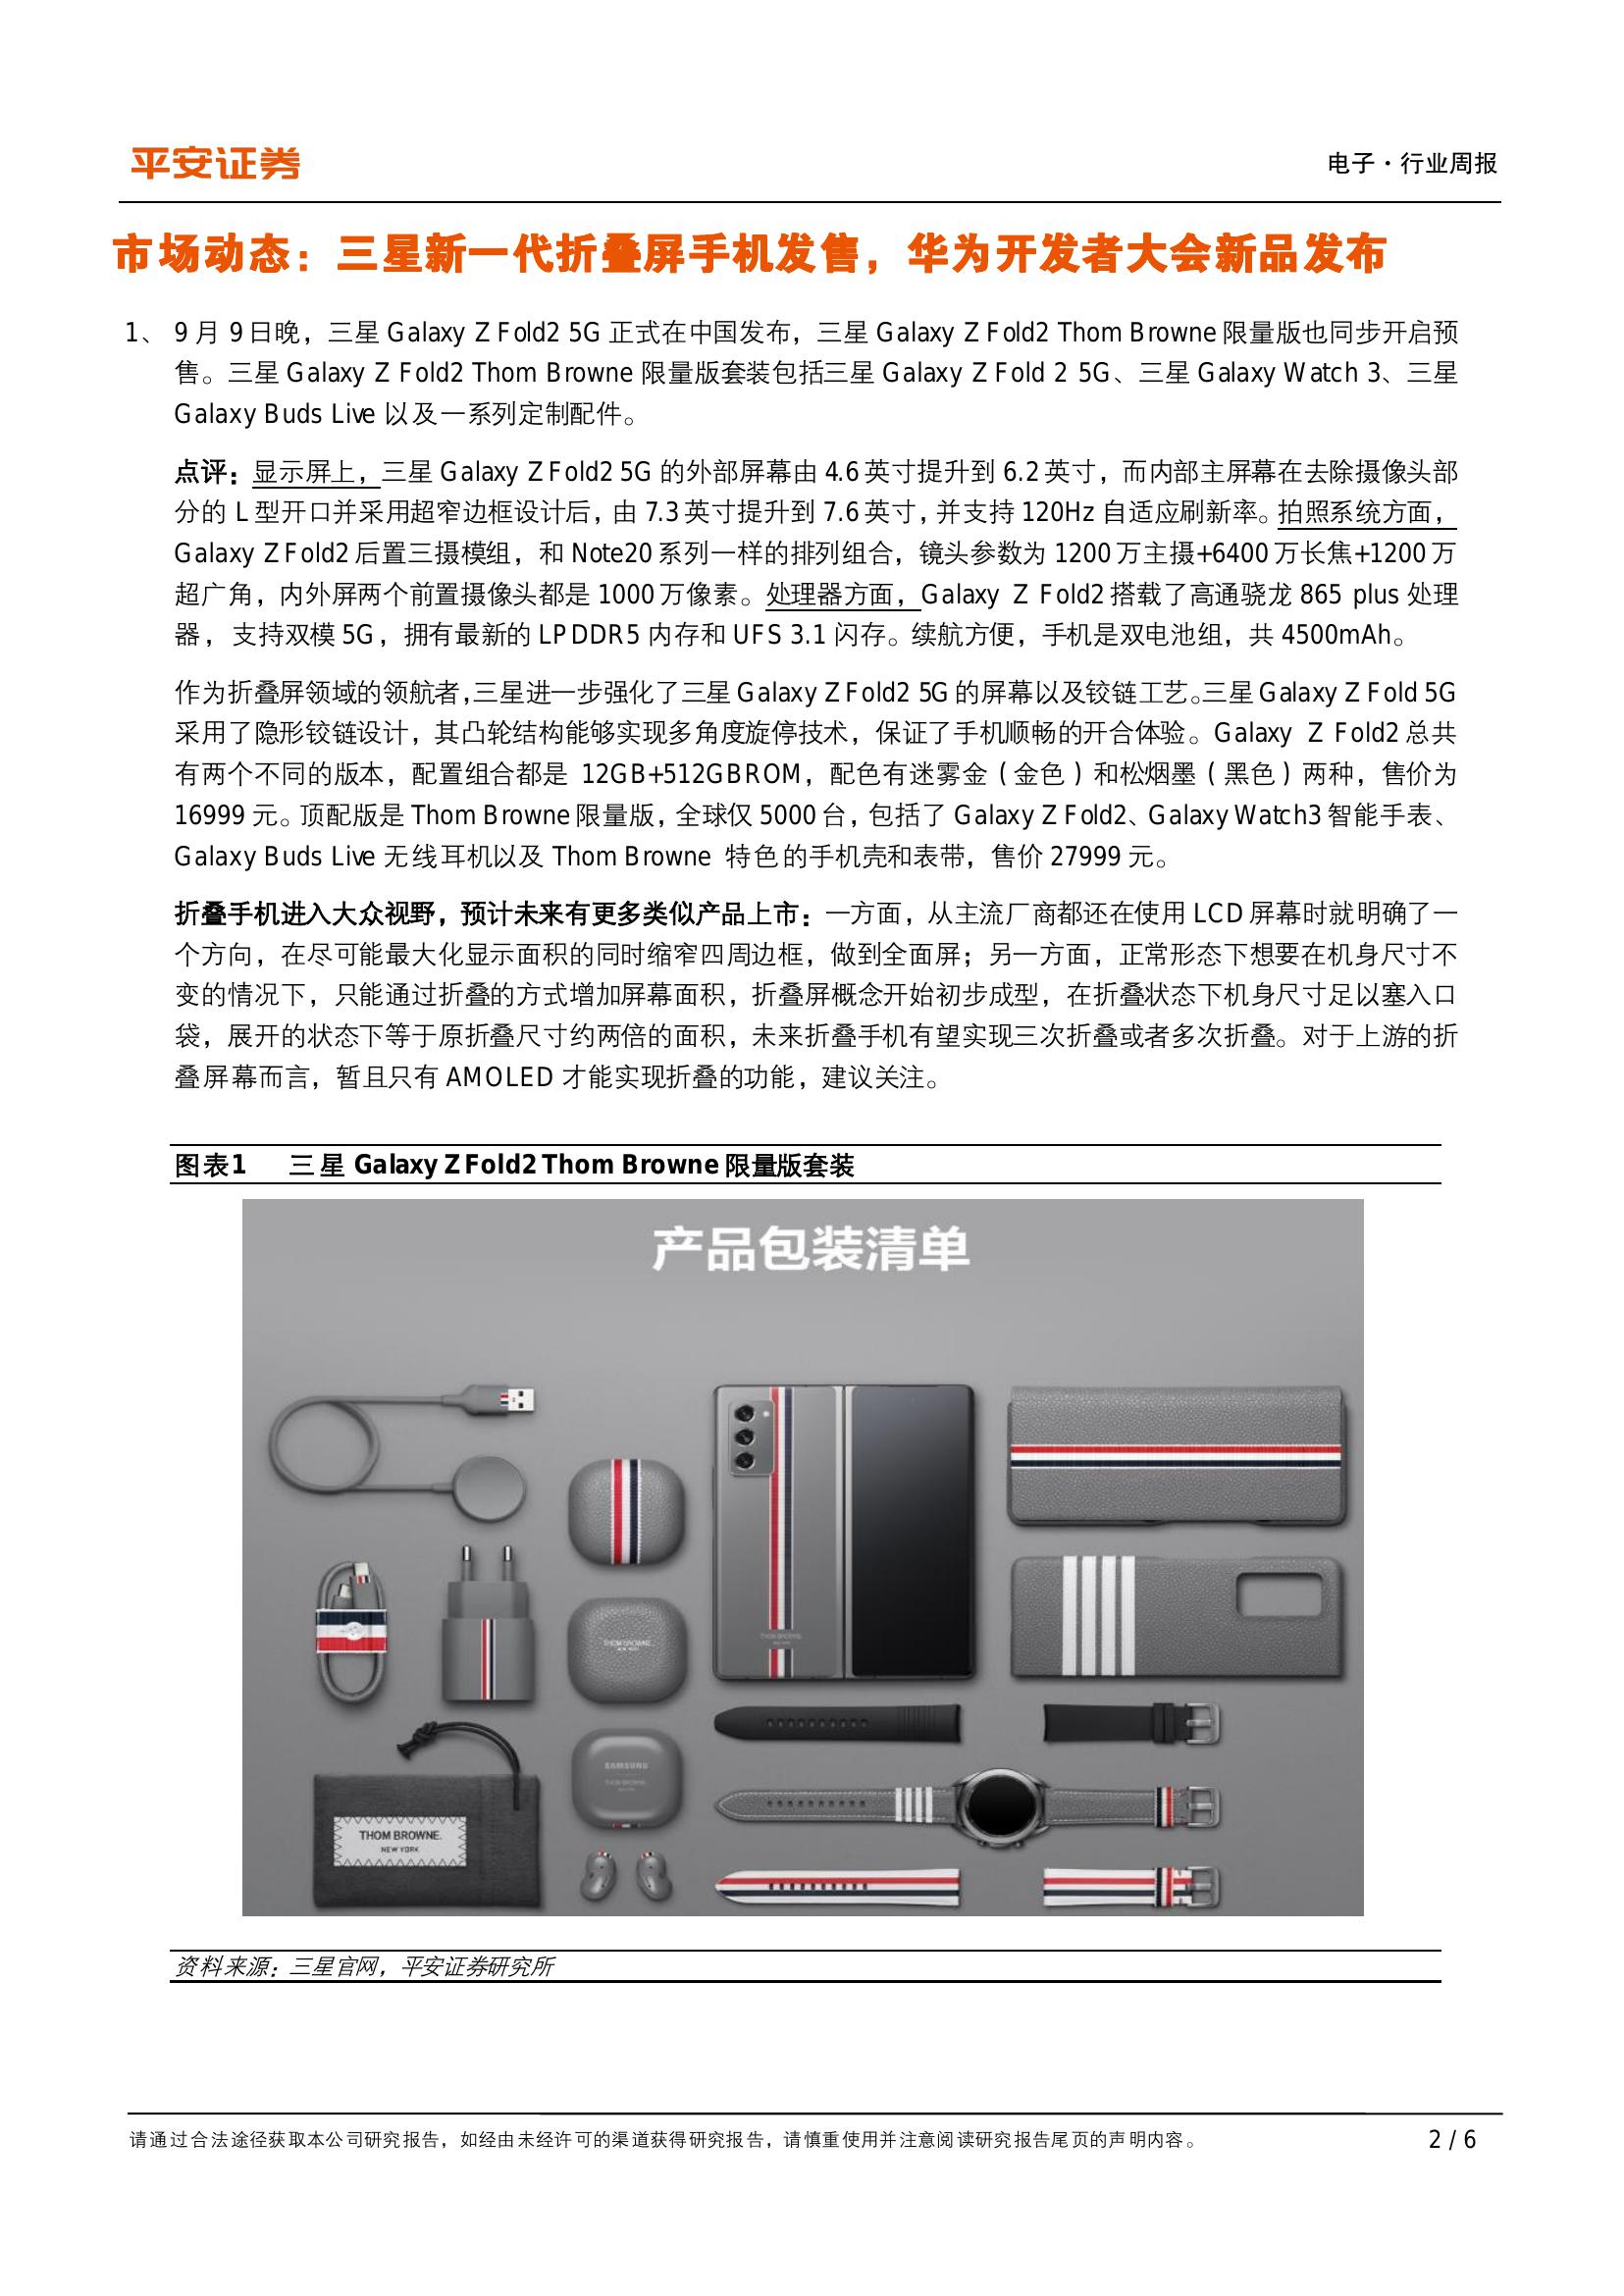 平安证券
电子·行业周报
市场动态：三星新一代折叠屏手机发售，华为开发者大会新品发布
1、 9月9日晚，三星 Galaxy Z Fold2 5G 正式在中国发布，三星 Galaxy Z Fold2 Thom Browne 限量版也同步开启预
售。三星 Galaxy Z Fold2 Thom Browne 限量版套装包括三星 Galaxy Z Fold 2 5G、三星 Galaxy Watch 3、三星
Galaxy Buds Live 以及一系列定制配件。
点评：显示屏上，三星 Galaxy Z Fold2 5G 的外部屏幕由 4.6 英寸提升到 6.2 英寸，而内部主屏幕在去除摄像头部
分的 L 型开口并采用超窄边框设计后，由 7.3 英寸提升到 7.6 英寸，并支持 120Hz 自适应刷新率。拍照系统方面，
Galaxy Z Fold2 后置三摄模组，和 Note20 系列一样的排列组合，镜头参数为 1200 万主摄+6400 万长焦+1200 万
超广角，内外屏两个前置摄像头都是 1000 万像素。处理器方面，Galaxy Z Fold2 搭载了高通骁龙 865 plus 处理
器，支持双模 5G，拥有最新的 LPDDR5 内存和 UFS 3.1 闪存。续航方便，手机是双电池组，共 4500mAh。
作为折叠屏领域的领航者，三星进一步强化了三星 Galaxy Z Fold2 5G 的屏幕以及铰链工艺。三星 Galaxy Z Fold 5G
采用了隐形铰链设计，其凸轮结构能够实现多角度旋停技术，保证了手机顺畅的开合体验。Galaxy Z Fold2 总共
有两个不同的版本，配置组合都是 12GB+512GBROM，配色有迷雾金（金色）和松烟墨（黑色）两种，售价为
16999 元。顶配版是 Thom Browne 限量版，全球仅 5000 台，包括了 Galaxy Z Fold2、Galaxy Watch3 智能手表、
Galaxy Buds Live 无线耳机以及 Thom Browne 特色的手机壳和表带，售价 27999 元。
折叠手机进入大众视野，预计未来有更多类似产品上市：一方面，从主流厂商都还在使用 LCD 屏幕时就明确了一
个方向，在尽可能最大化显示面积的同时缩窄四周边框，做到全面屏；另一方面，正常形态下想要在机身尺寸不
变的情况下，只能通过折叠的方式增加屏幕面积，折叠屏概念开始初步成型，在折叠状态下机身尺寸足以塞入口
袋，展开的状态下等于原折叠尺寸约两倍的面积，未来折叠手机有望实现三次折叠或者多次折叠。对于上游的折
叠屏幕而言，暂且只有 AMOLED 才能实现折叠的功能，建议关注。
图表1 三星 Galaxy Z Fold2 Thom Browne 限量版套装
产品包装清单
THOM BROWNE.
THOM BROWNE.
SAMSUNG
THOM BROWNE.
THOM BROWNE.
NEW YORK
资料来源：三星官网，平安证券研究所
请通过合法途径获取本公司研究报告，如经由未经许可的渠道获得研究报告，请慎重使用并注意阅读研究报告尾页的声明内容。
2 / 6